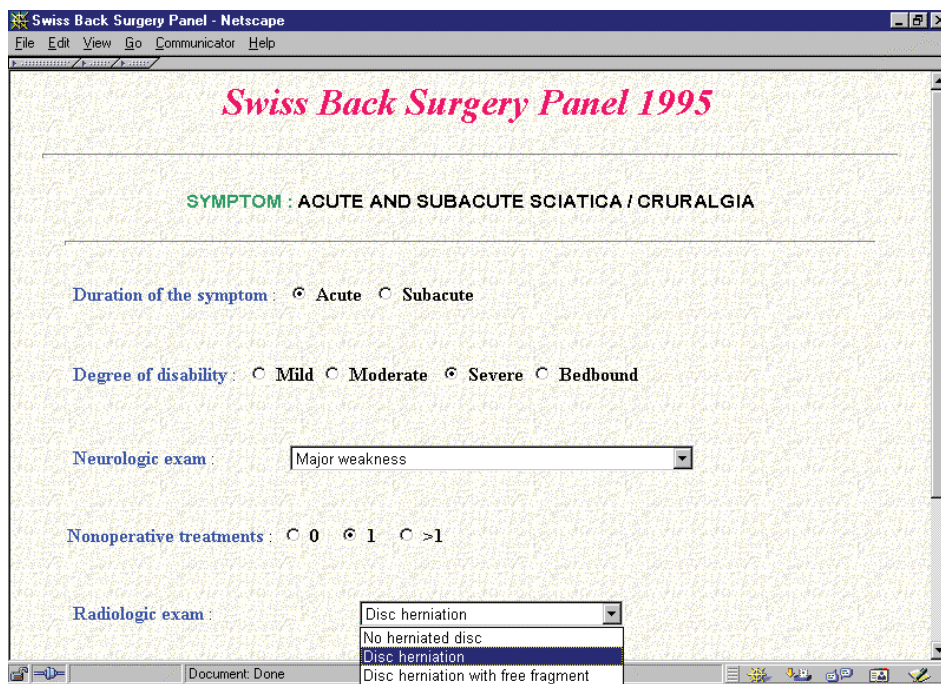 Swiss Back Surgery Panel - Netscape
File Edit View Go Communicator Help
Swiss Back Surgery Panel 1995
SYMPTOM : ACUTE AND SUBACUTE SCIATICA / CRURALGIA
Duration of the symptom : Acute Subacute
Degree of disability : Mild Moderate Severe Bedbound
Neurologic exam : Major weakness
Nonoperative treatments : 0 1 >1
Radiologic exam : Disc herniation
No herniated disc
Disc herniation
Disc herniation with free fragment
Document: Done